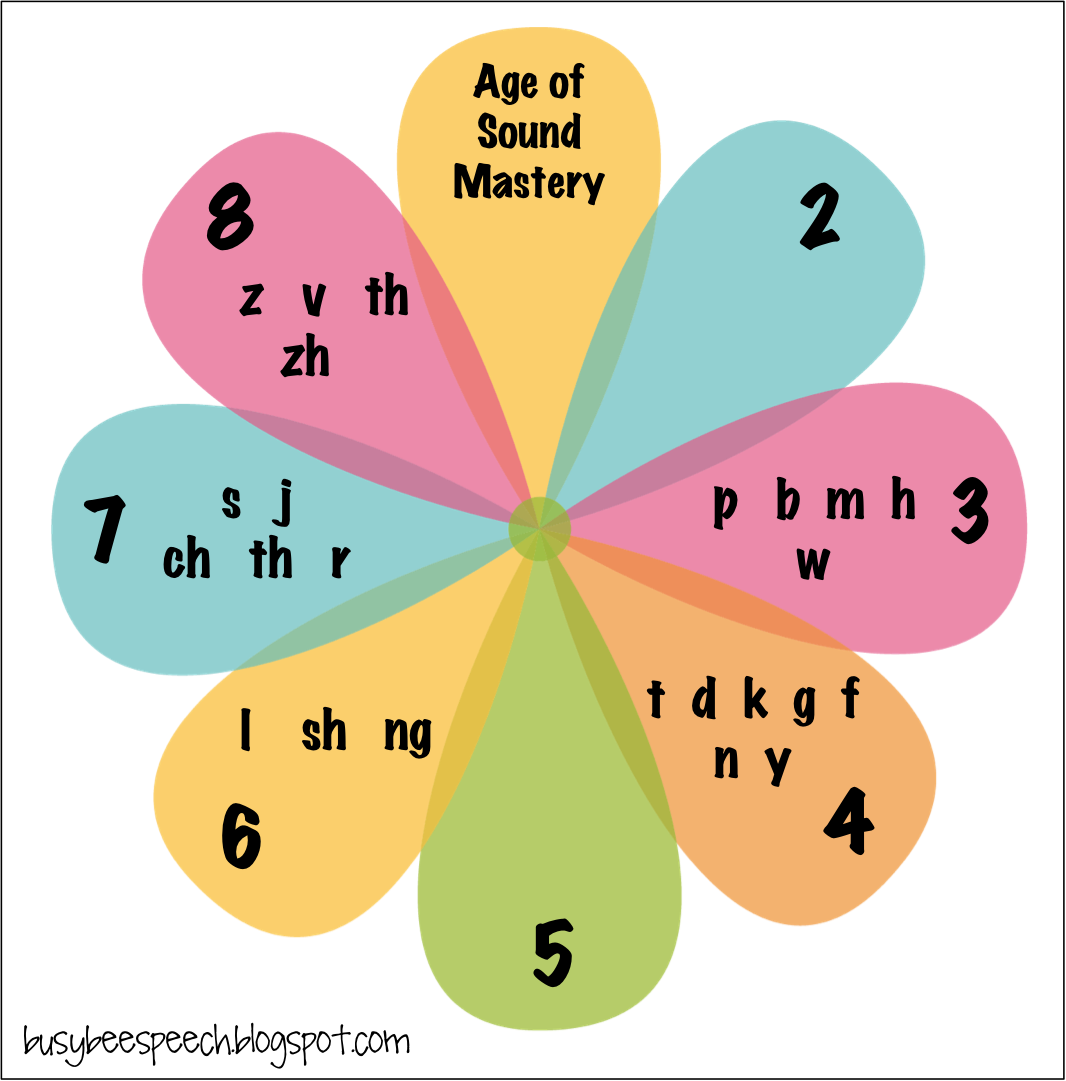 Age of
Sound
Mastery
2
p b m h
w
3
t d k g f
n y
4
5
l sh ng
6
7
s j
ch th r
8
z v th
zh
busybeespeech.blogspot.com